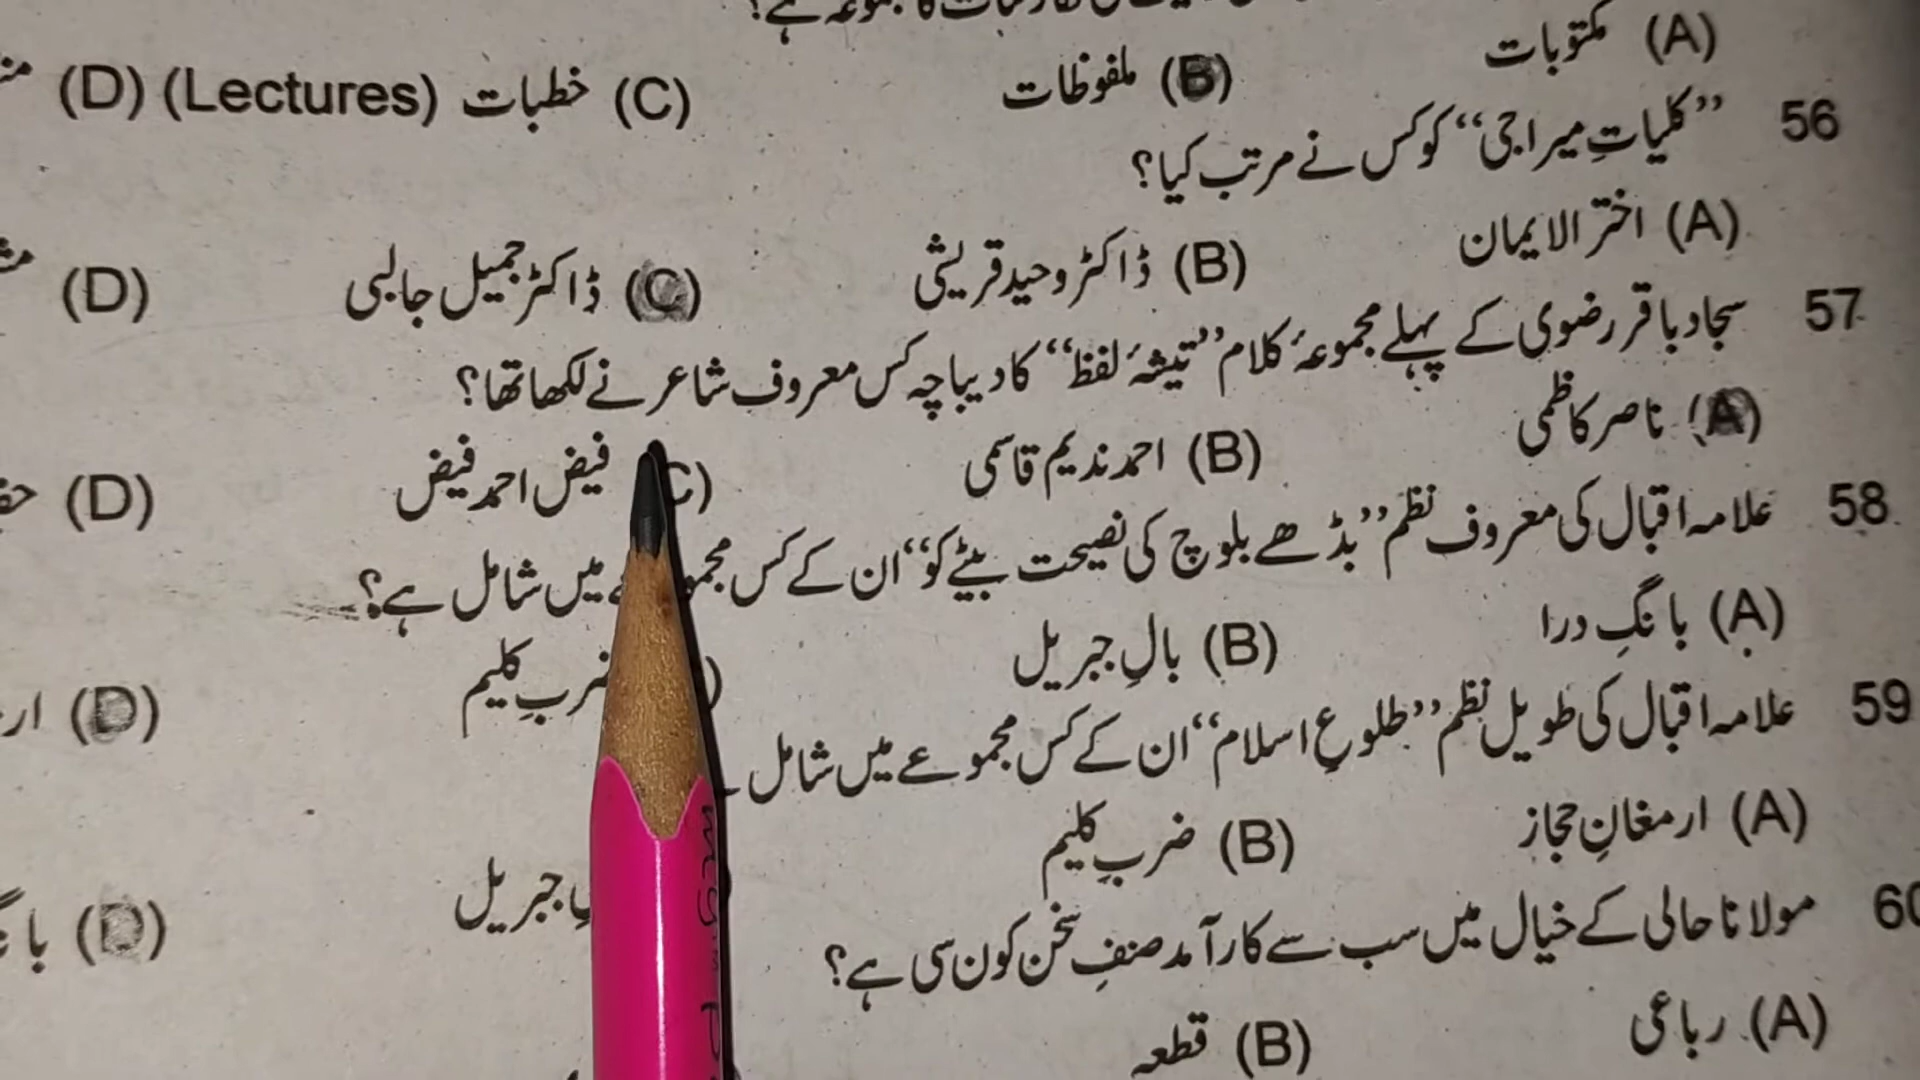 (A) مکتوبات (B) ملفوظات (C) خطبات (Lectures) (D)
56 ’’کلیاتِ میراجی‘‘ کو کس نے مرتب کیا؟
(A) اختر الایمان (B) ڈاکٹر وحید قریشی (C) ڈاکٹر جمیل جالبی (D)
57 سجاد باقر رضوی کے پہلے مجموعۂ کلام ’’تیشۂ لفظ‘‘ کا دیباچہ کس معروف شاعر نے لکھا تھا؟
(A) ناصر کاظمی (B) احمد ندیم قاسمی C) فیض احمد فیض (D)
58 علامہ اقبال کی معروف نظم ’’بڈھے بلوچ کی نصیحت بیٹے کو‘‘ ان کے کس میں شامل ہے؟
(A) بانگِ درا (B) بالِ جبریل ضربِ کلیم (D)
59 علامہ اقبال کی طویل نظم ’’طلوعِ اسلام‘‘ ان کے کس مجموعے میں شامل
(A) ارمغانِ حجاز (B) ضربِ کلیم جبریل (D)
60 مولانا حالی کے خیال میں سب سے کارآمد صنفِ سخن کون سی ہے؟
(A) رباعی (B) قطعہ